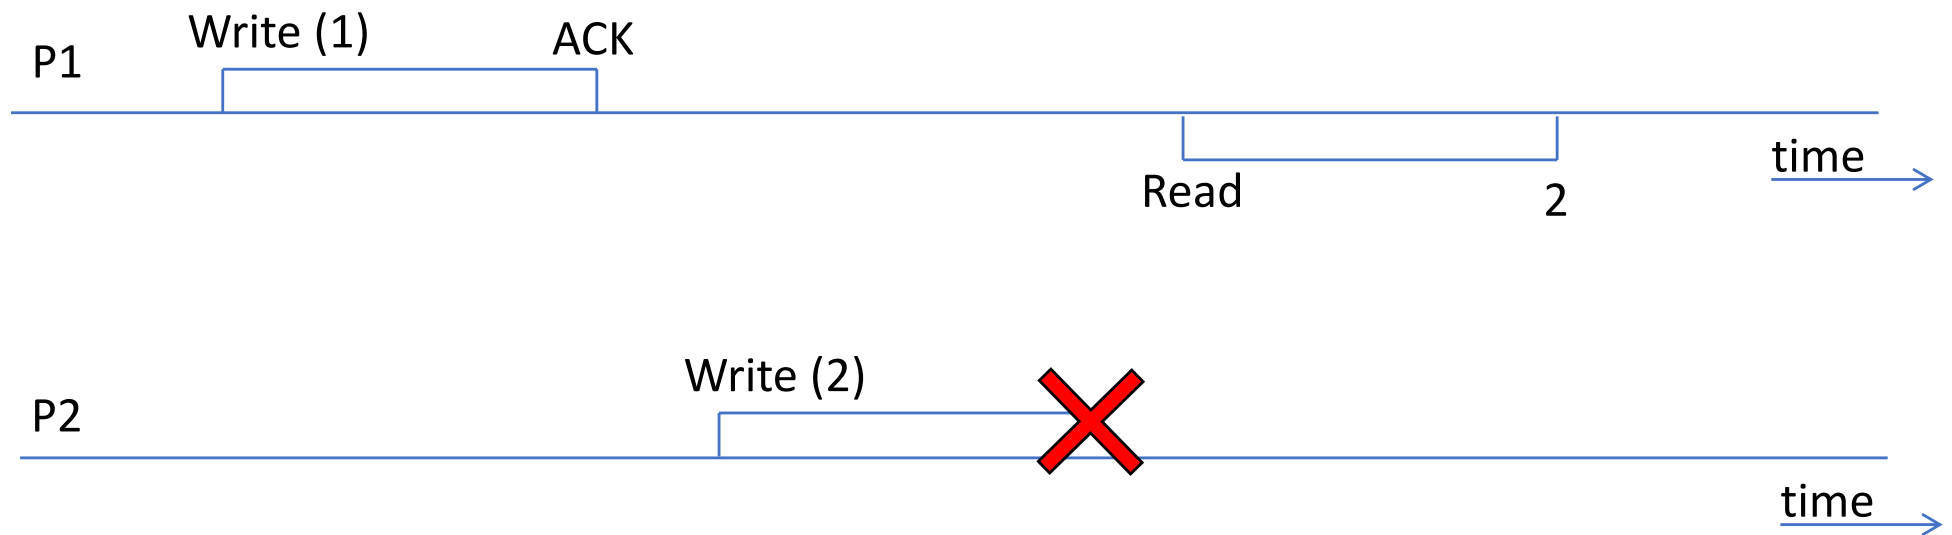 Write (1)
ACK
P1
time
Read
2
Write (2)
P2
time